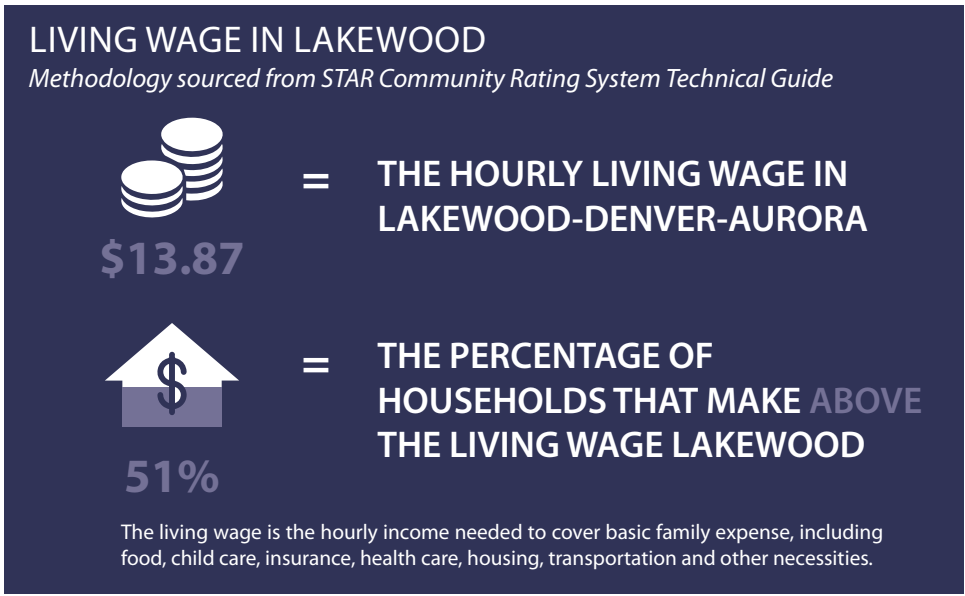 LIVING WAGE IN LAKEWOOD
Methodology sourced from STAR Community Rating System Technical Guide
=
THE HOURLY LIVING WAGE IN
LAKEWOOD-DENVER-AURORA
$13.87
$
=
THE PERCENTAGE OF
HOUSEHOLDS THAT MAKE ABOVE
THE LIVING WAGE LAKEWOOD
51%
The living wage is the hourly income needed to cover basic family expense, including
food, child care, insurance, health care, housing, transportation and other necessities.